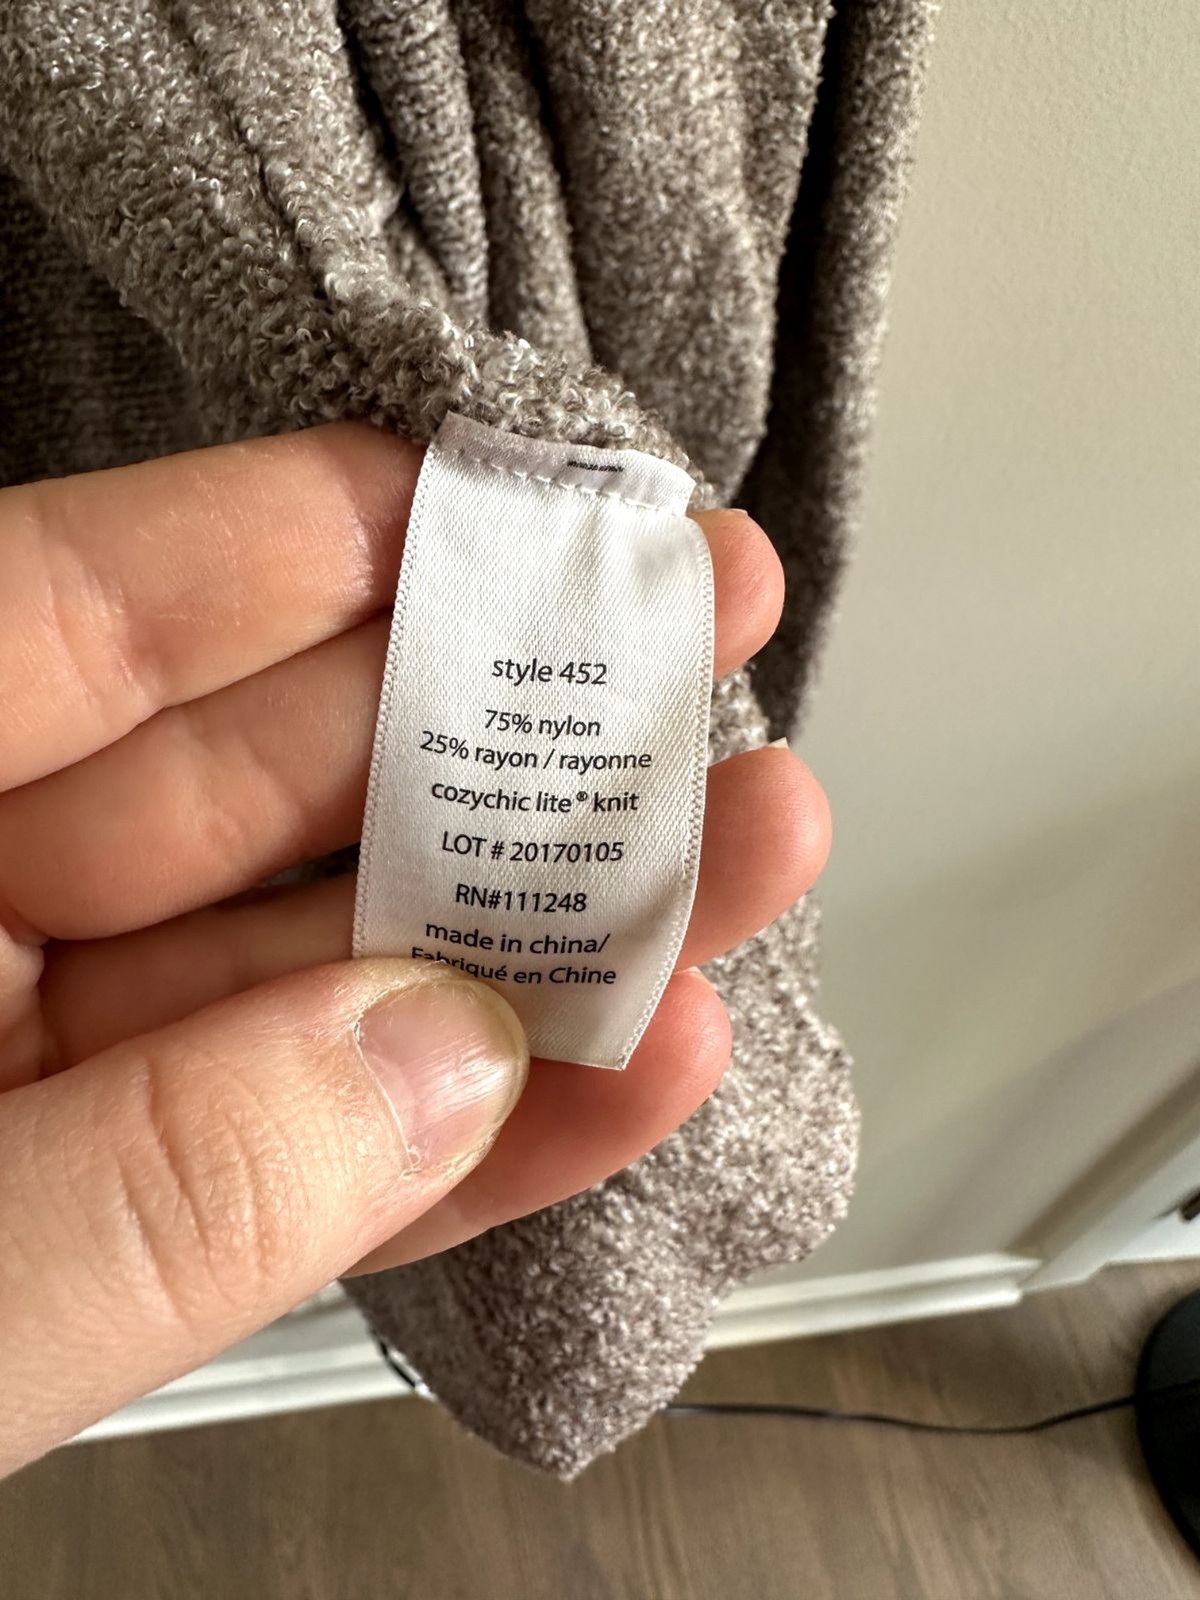 style 452
75% nylon
25% rayon / rayonne
cozychic lite® knit
LOT # 20170105
RN#111248
made in china/
Fabriqué en Chine